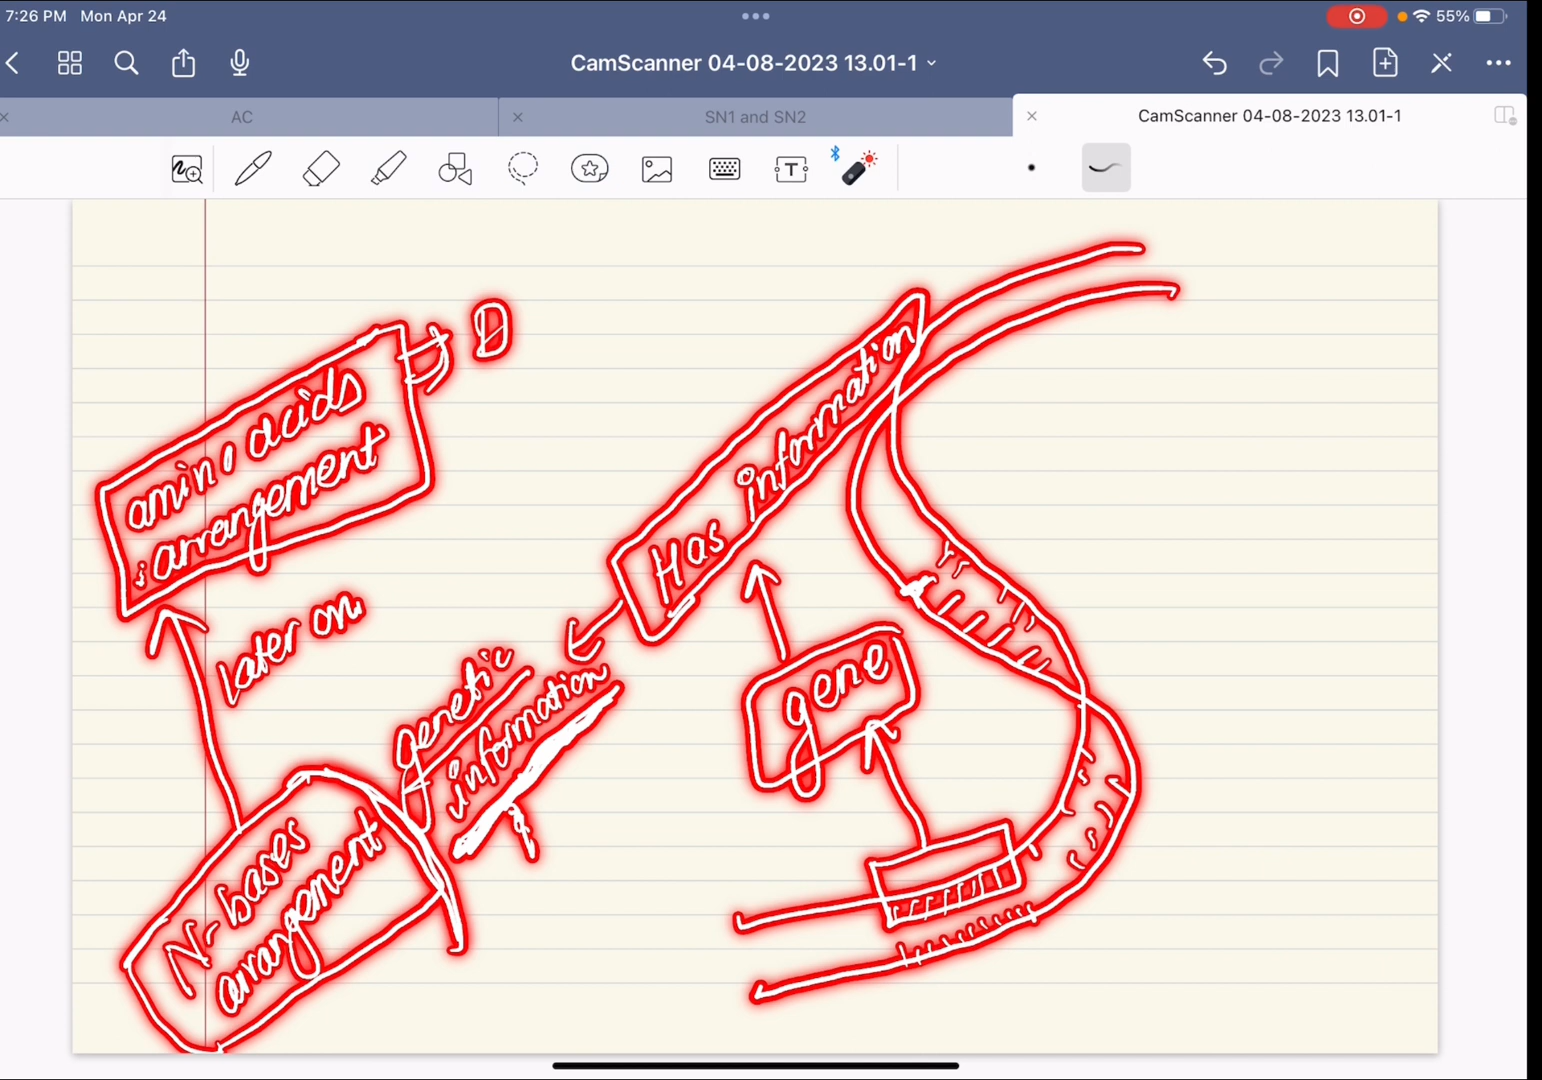 7:26 PM Mon Apr 24
55%
CamScanner 04-08-2023 13.01-1
AC
SN1 and SN2
CamScanner 04-08-2023 13.01-1
T
D
amino acids
arrangement
Has information
later on
genetic
information
gene
N-bases
arrangement